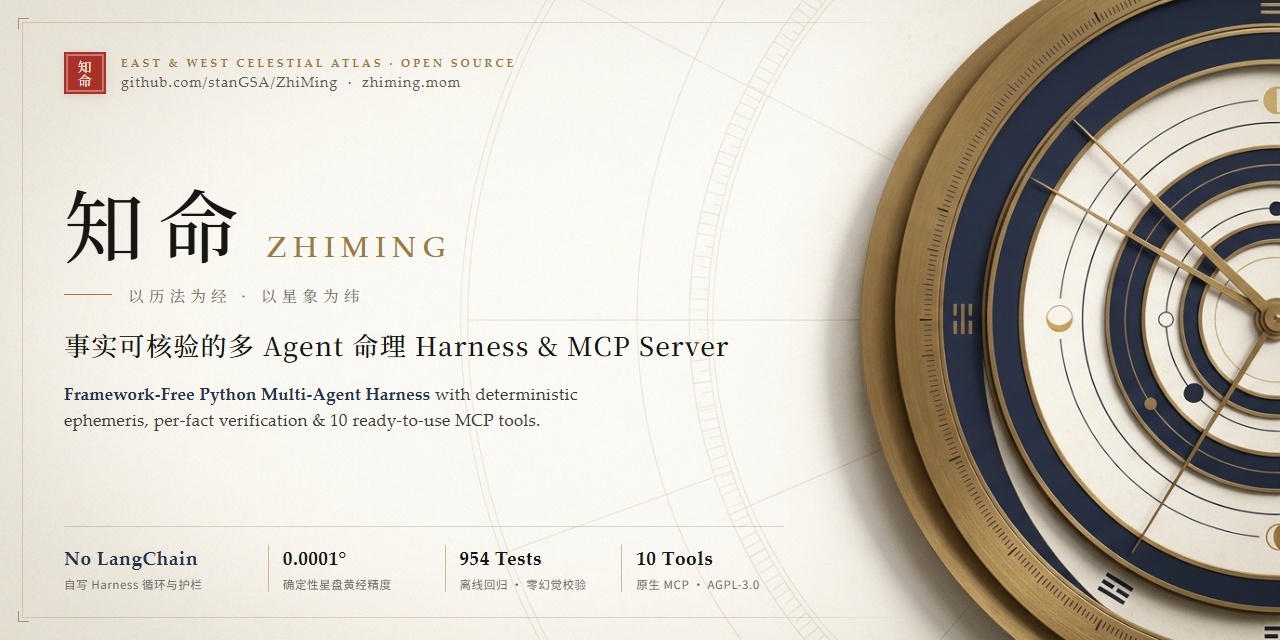 知命
EAST & WEST CELESTIAL ATLAS · OPEN SOURCE
github.com/stanGSA/ZhiMing · zhiming.mom
知命 ZHIMING
以历法为经 · 以星象为纬
事实可核验的多 Agent 命理 Harness & MCP Server
Framework-Free Python Multi-Agent Harness with deterministic
ephemeris, per-fact verification & 10 ready-to-use MCP tools.
No LangChain
自写 Harness 循环与护栏
0.0001°
确定性星盘黄经精度
954 Tests
离线回归 · 零幻觉校验
10 Tools
原生 MCP · AGPL-3.0